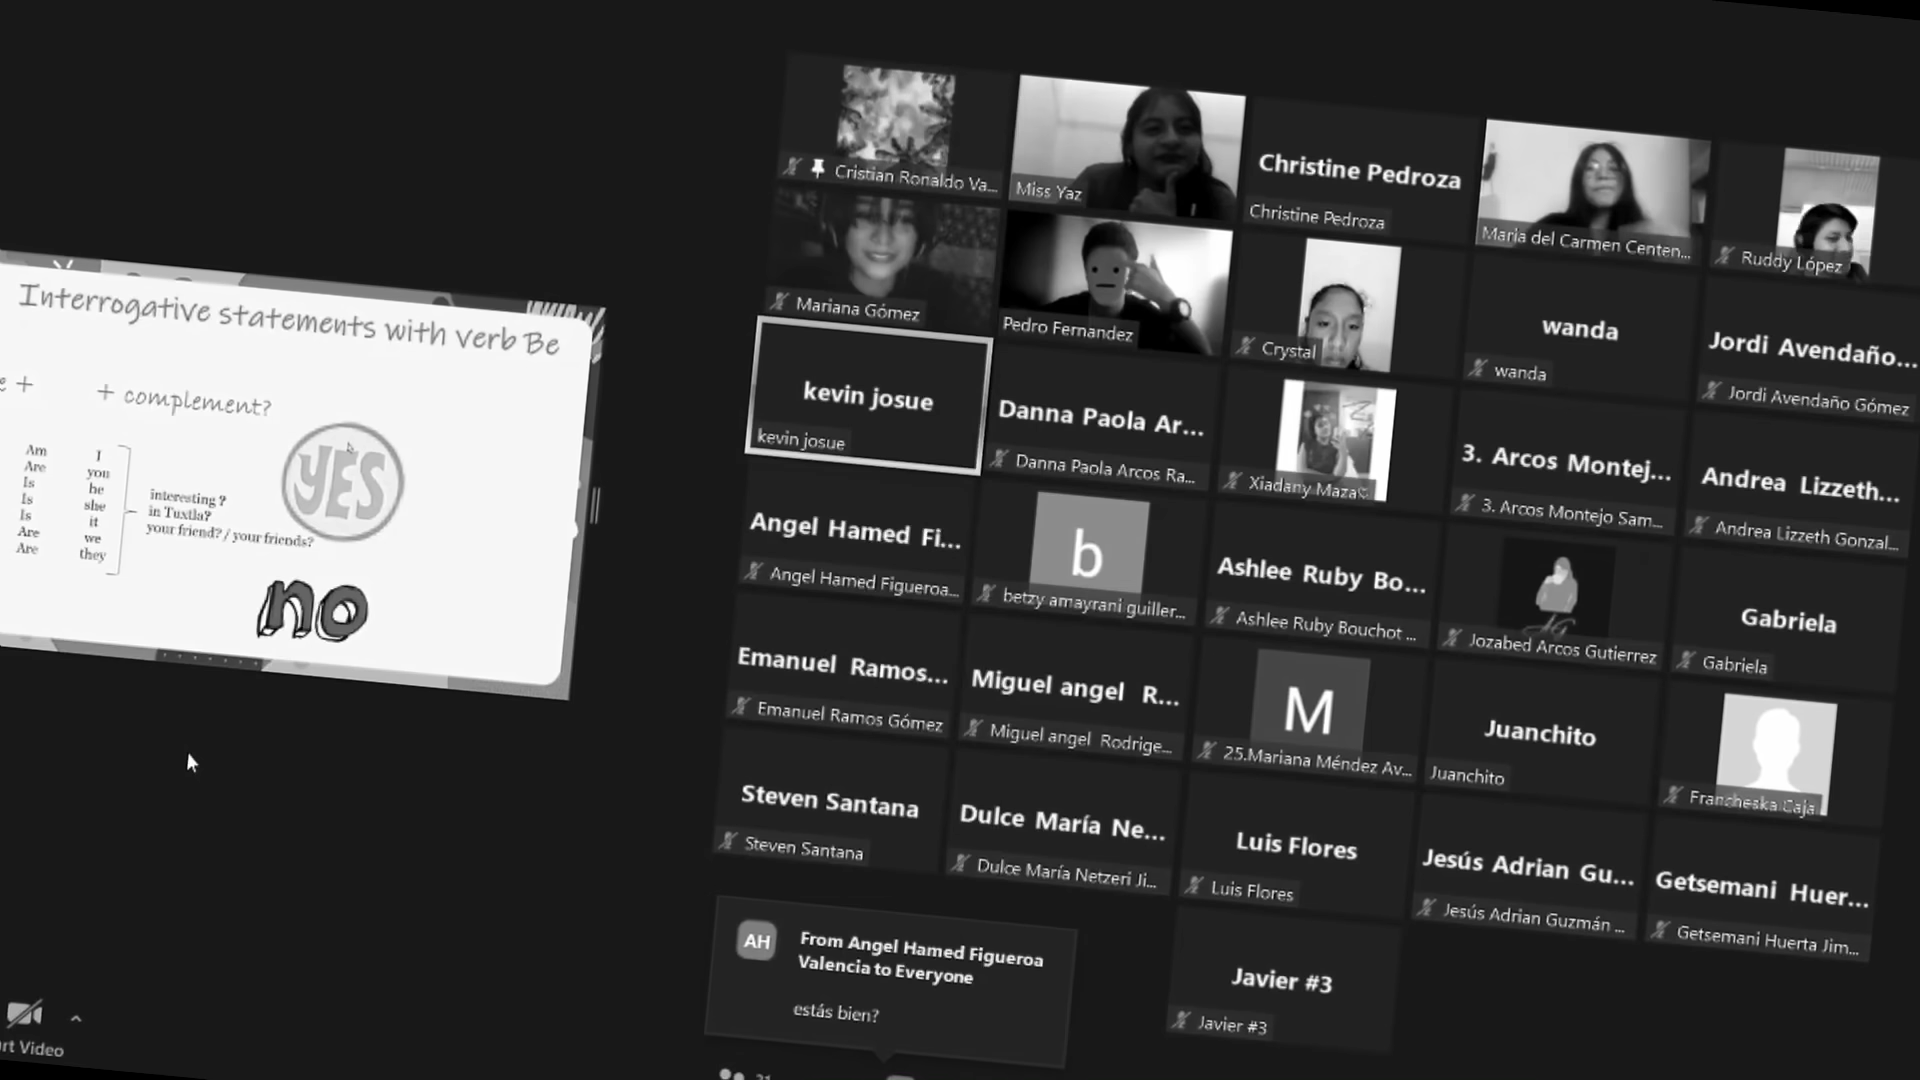 Interrogative statements with verb Be
e + + complement?
Am I
Are you
Is he
Is she
Is it
Are we
Are they
interesting ?
in Tuxtla?
your friend? / your friends?
YES
no
Cristian Ronaldo Va...
Miss Yaz
Christine Pedroza
Christine Pedroza
Maria del Carmen Centen...
Ruddy López
Mariana Gómez
Pedro Fernandez
Crystal
wanda
wanda
Jordi Avendaño...
Jordi Avendaño Gómez
kevin josue
kevin josue
Danna Paola Ar...
Danna Paola Arcos Ra...
Xiadany Maza♡
3. Arcos Montej...
3. Arcos Montejo Sam...
Andrea Lizzeth...
Andrea Lizzeth Gonzal...
Angel Hamed Fi...
Angel Hamed Figueroa...
b
betzy amayrani guiller...
Ashlee Ruby Bo...
Ashlee Ruby Bouchot ...
Jozabed Arcos Gutierrez
Gabriela
Gabriela
Emanuel Ramos...
Emanuel Ramos Gómez
Miguel angel R...
Miguel angel Rodrige...
M
25.Mariana Méndez Av...
Juanchito
Juanchito
Francheska Caja
Steven Santana
Steven Santana
Dulce María Ne...
Dulce María Netzeri Ji...
Luis Flores
Luis Flores
Jesús Adrian Gu...
Jesús Adrian Guzmán ...
Getsemani Huer...
Getsemani Huerta Jim...
Javier #3
Javier #3
AH
From Angel Hamed Figueroa
Valencia to Everyone
estás bien?
rt Video